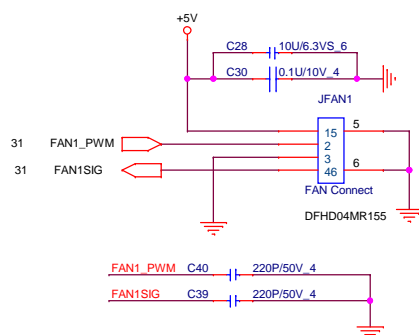 +5V
C28 10U/6.3VS_6
C30 0.1U/10V_4
JFAN1
31 FAN1_PWM
31 FAN1SIG
15 5
2
3
46 6
FAN Connect
DFHD04MR155
FAN1_PWM C40 220P/50V_4
FAN1SIG C39 220P/50V_4